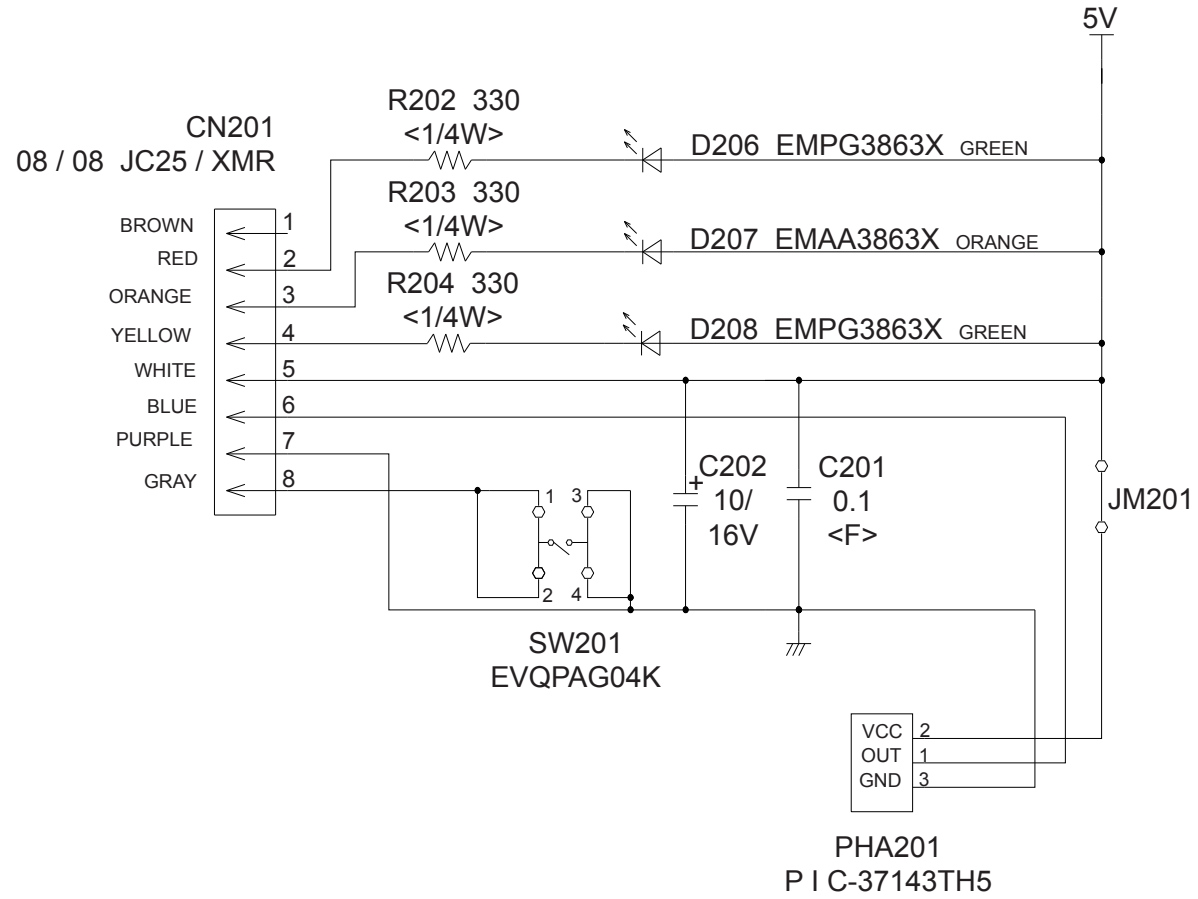 5V
R202 330
<1/4W>
CN201
08 / 08 JC25 / XMR
D206 EMPG3863X GREEN
R203 330
<1/4W>
D207 EMAA3863X ORANGE
R204 330
<1/4W>
D208 EMPG3863X GREEN
BROWN 1
RED 2
ORANGE 3
YELLOW 4
WHITE 5
BLUE 6
PURPLE 7
GRAY 8
1 3
2 4
SW201
EVQPAG04K
+
C202
10/
16V
C201
0.1
<F>
JM201
VCC 2
OUT 1
GND 3
PHA201
P I C-37143TH5